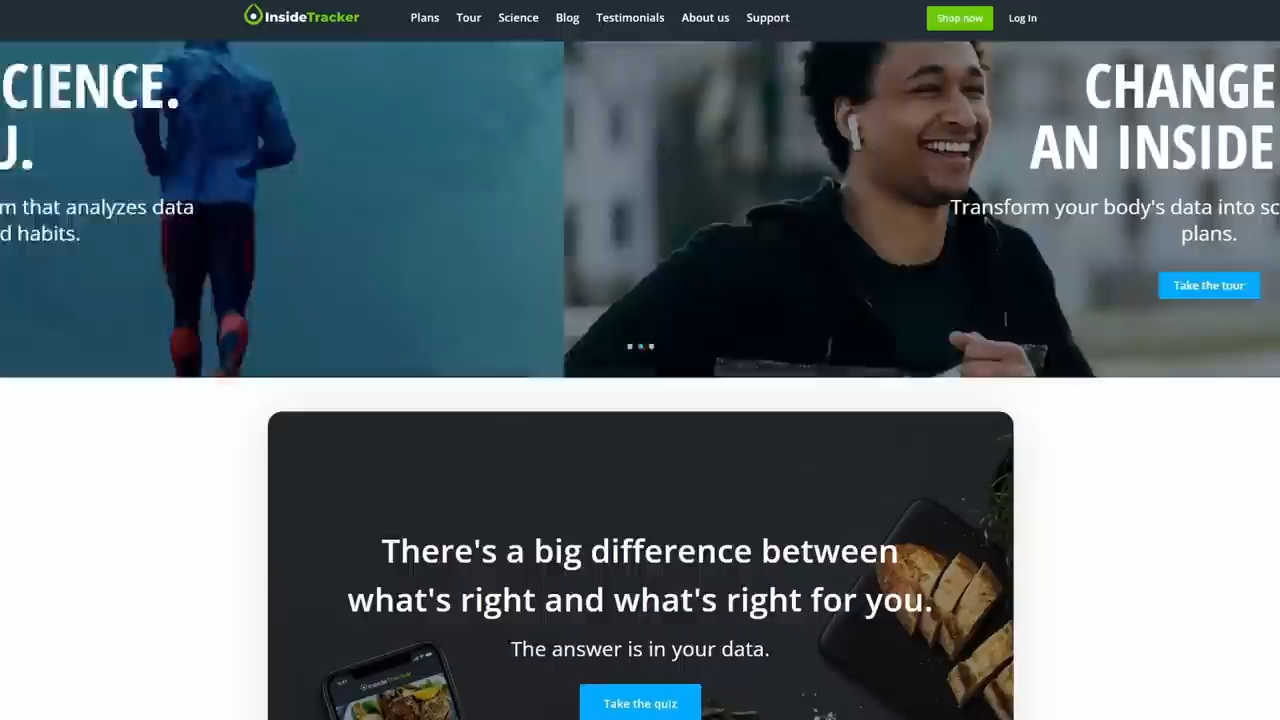 InsideTracker
Plans
Tour
Science
Blog
Testimonials
About us
Support
Shop now
Log In
CIENCE.
U.
m that analyzes data
d habits.
CHANGE
AN INSIDE
Transform your body's data into sc
plans.
Take the tour
There's a big difference between
what's right and what's right for you.
The answer is in your data.
Take the quiz
InsideTracker